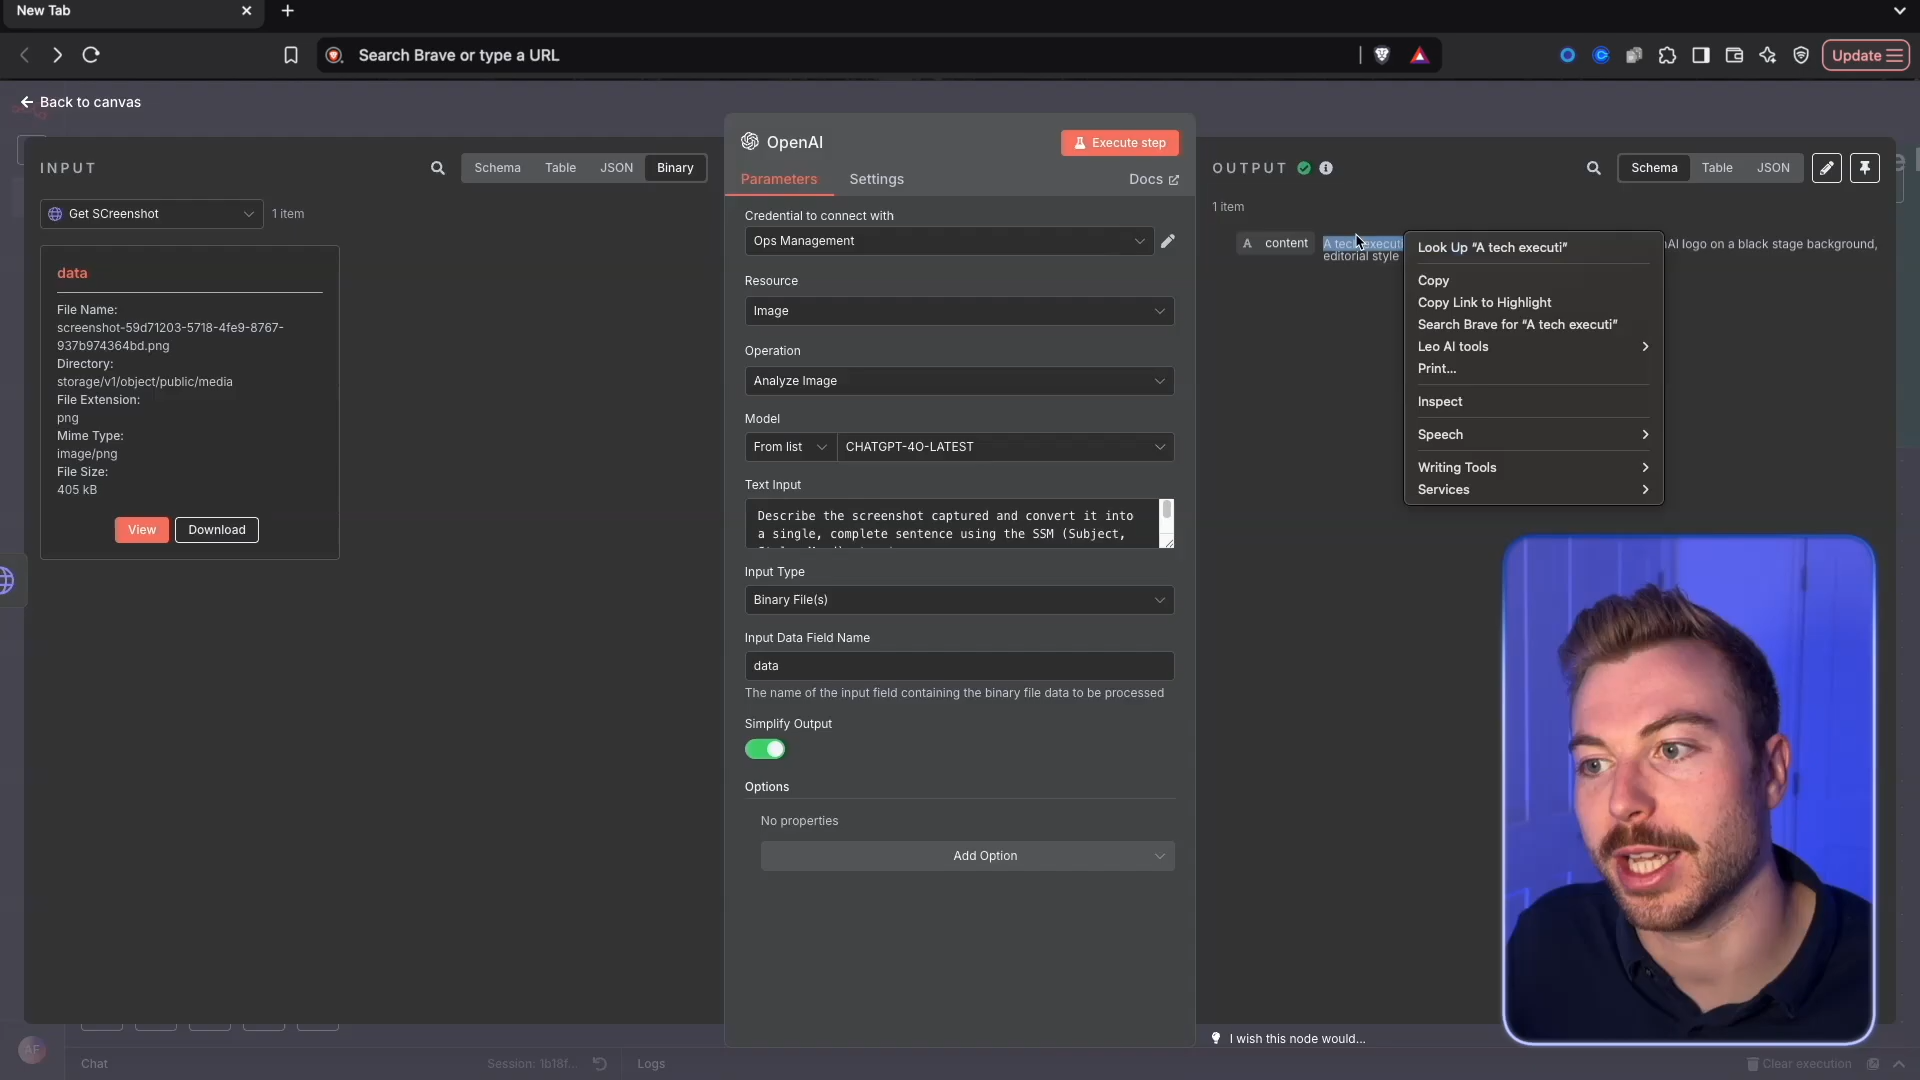 New Tab
Search Brave or type a URL
Update
Back to canvas
INPUT
Schema
Table
JSON
Binary
Get SCreenshot
1 item
data
File Name:
screenshot-59d71203-5718-4fe9-8767-
937b974364bd.png
Directory:
storage/v1/object/public/media
File Extension:
png
Mime Type:
image/png
File Size:
405 kB
View
Download
OpenAI
Execute step
Parameters
Settings
Docs
Credential to connect with
Ops Management
Resource
Image
Operation
Analyze Image
Model
From list
CHATGPT-4O-LATEST
Text Input
Describe the screenshot captured and convert it into
a single, complete sentence using the SSM (Subject,
Input Type
Binary File(s)
Input Data Field Name
data
The name of the input field containing the binary file data to be processed
Simplify Output
Options
No properties
Add Option
OUTPUT
Schema
Table
JSON
1 item
A content
A tech executi
AI logo on a black stage background,
editorial style
Look Up “A tech executi”
Copy
Copy Link to Highlight
Search Brave for “A tech executi”
Leo AI tools
Print...
Inspect
Speech
Writing Tools
Services
I wish this node would...
AF
Chat
Session: 1b18f...
Logs
Clear execution